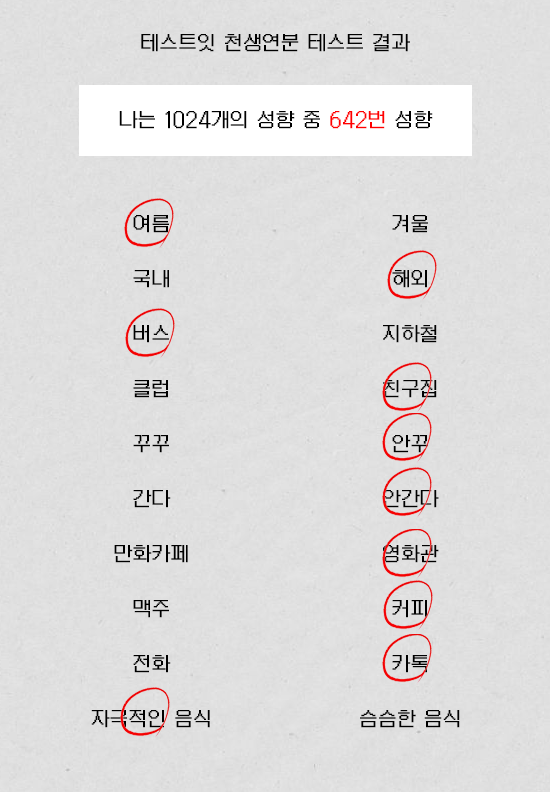 테스트잇 천생연분 테스트 결과
나는 1024개의 성향 중 642번 성향
여름 겨울
국내 해외
버스 지하철
클럽 친구집
꾸꾸 안꾸
간다 안간다
만화카페 영화관
맥주 커피
전화 카톡
자극적인 음식 슴슴한 음식